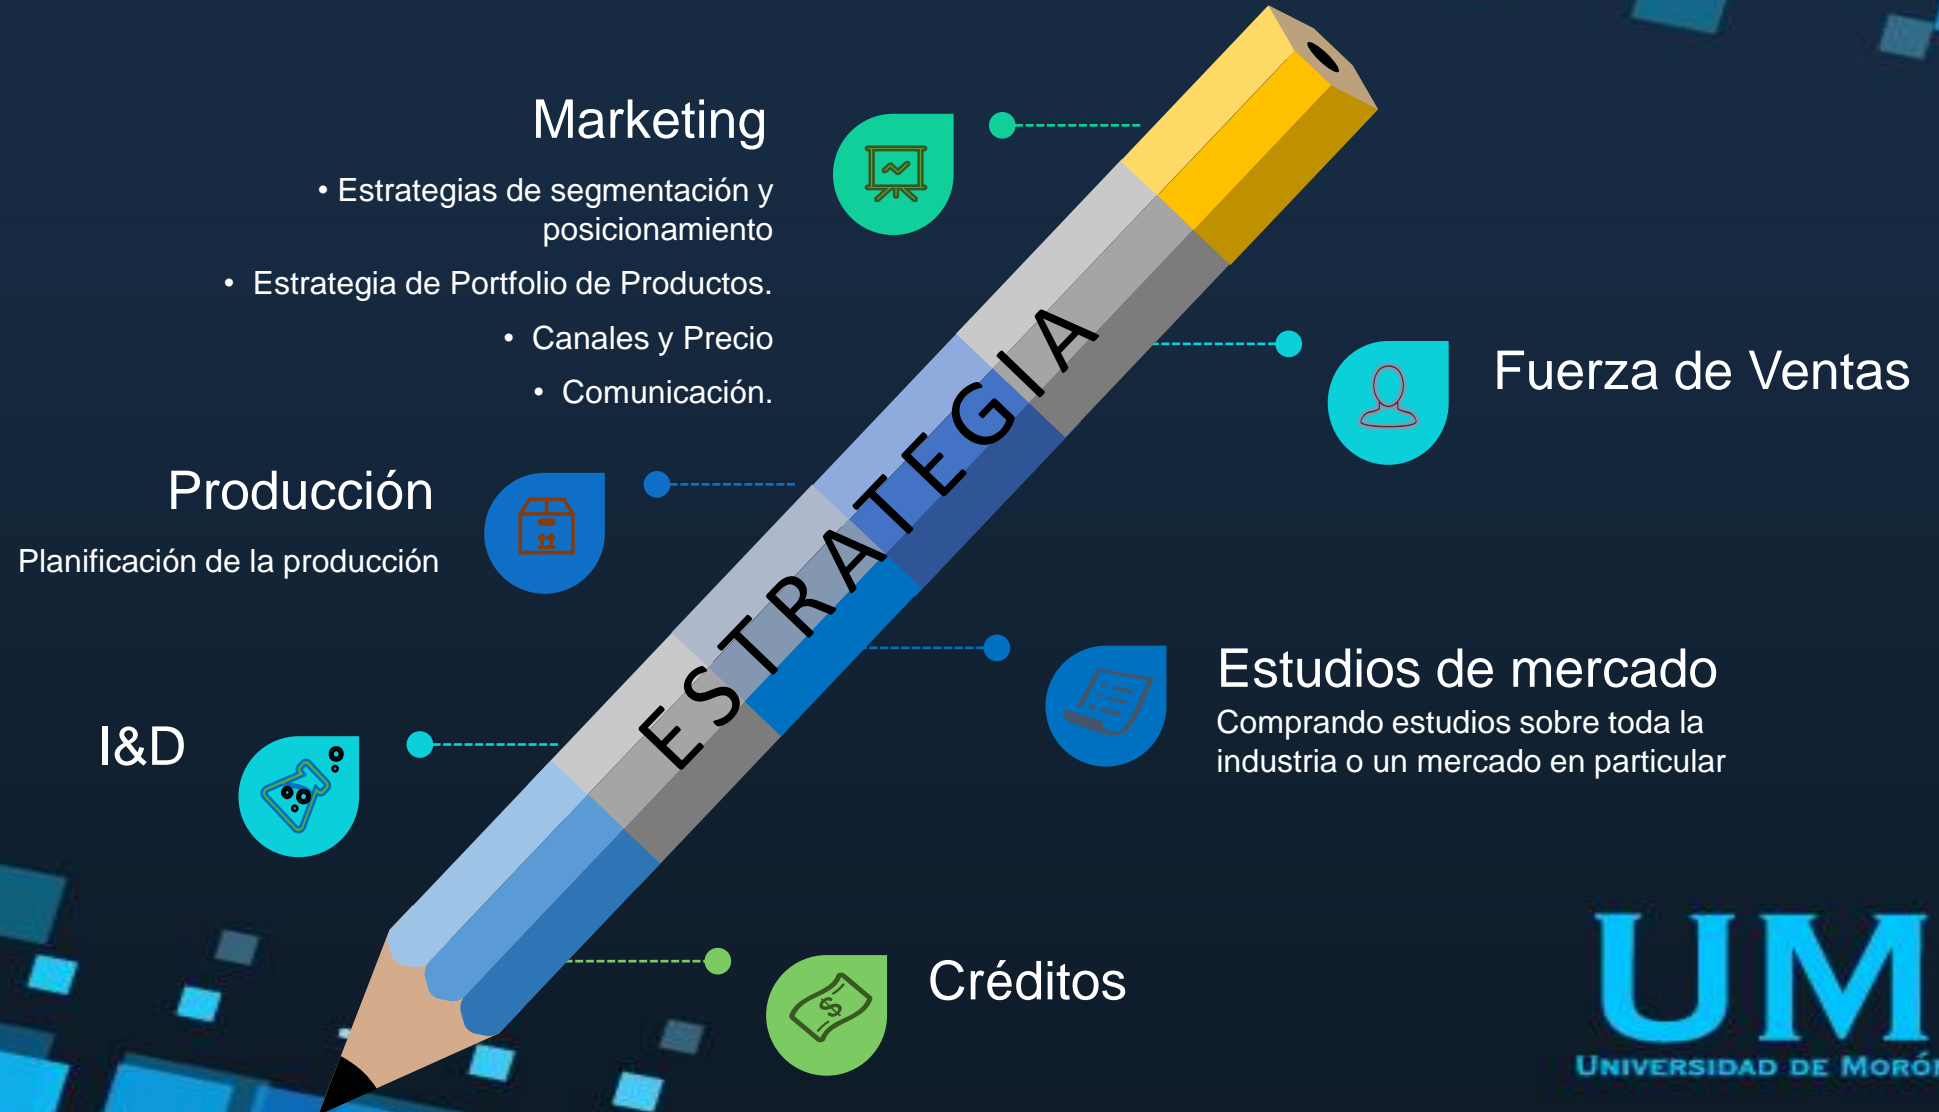 Marketing
• Estrategias de segmentación y
posicionamiento
• Estrategia de Portfolio de Productos.
• Canales y Precio
• Comunicación.
Fuerza de Ventas
Producción
Planificación de la producción
ESTRATEGIA
Estudios de mercado
Comprando estudios sobre toda la
industria o un mercado en particular
I&D
$
Créditos
UM
UNIVERSIDAD DE MORÓN